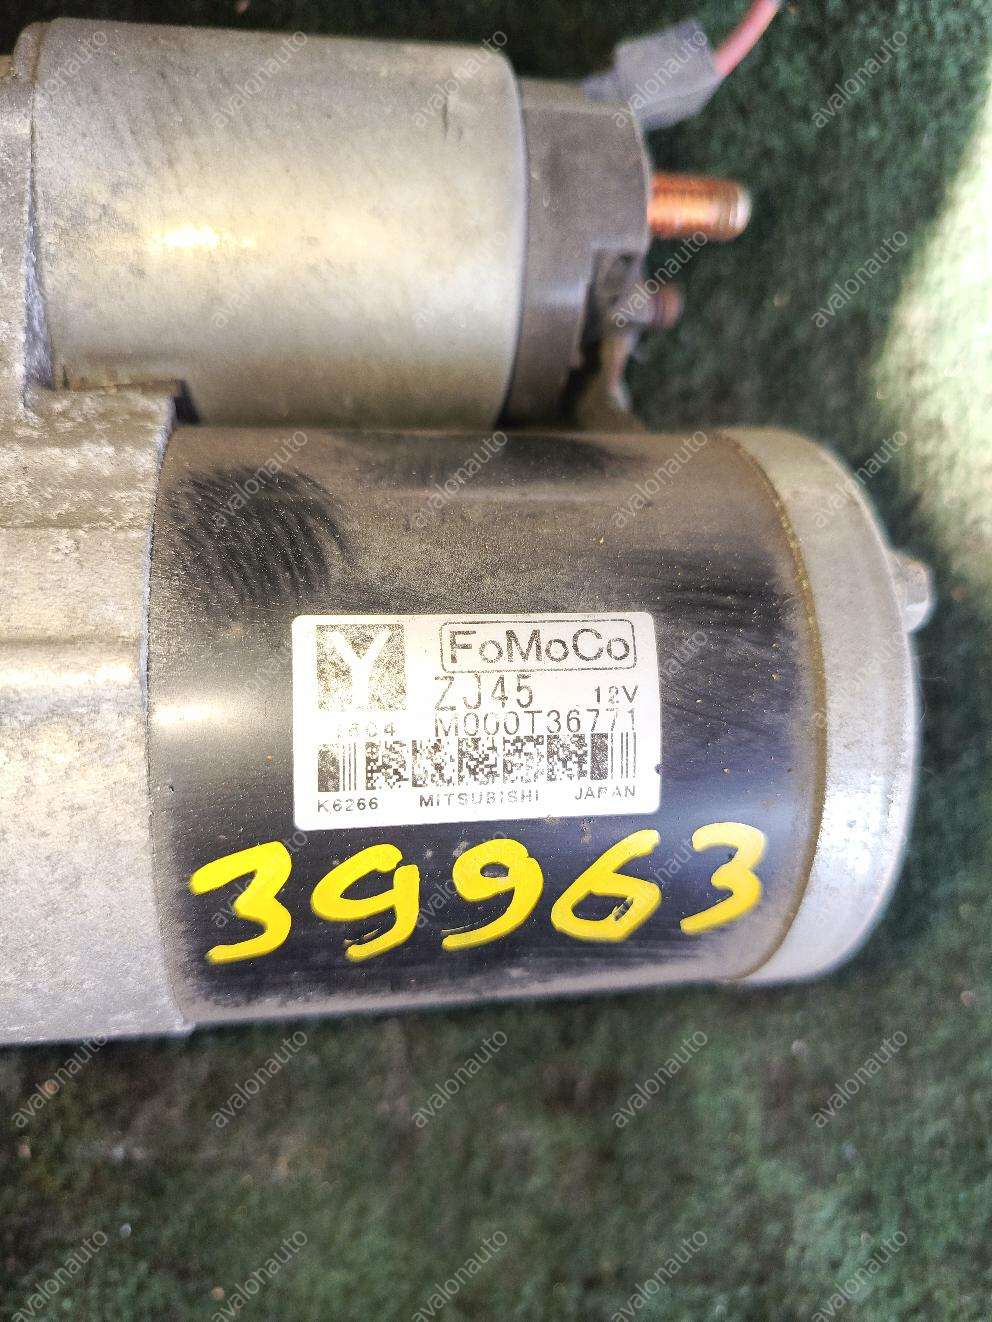 Y
FoMoCo
ZJ45
12V
M000T36771
K6266 MITSUBISHI JAPAN
39963
avalonauto